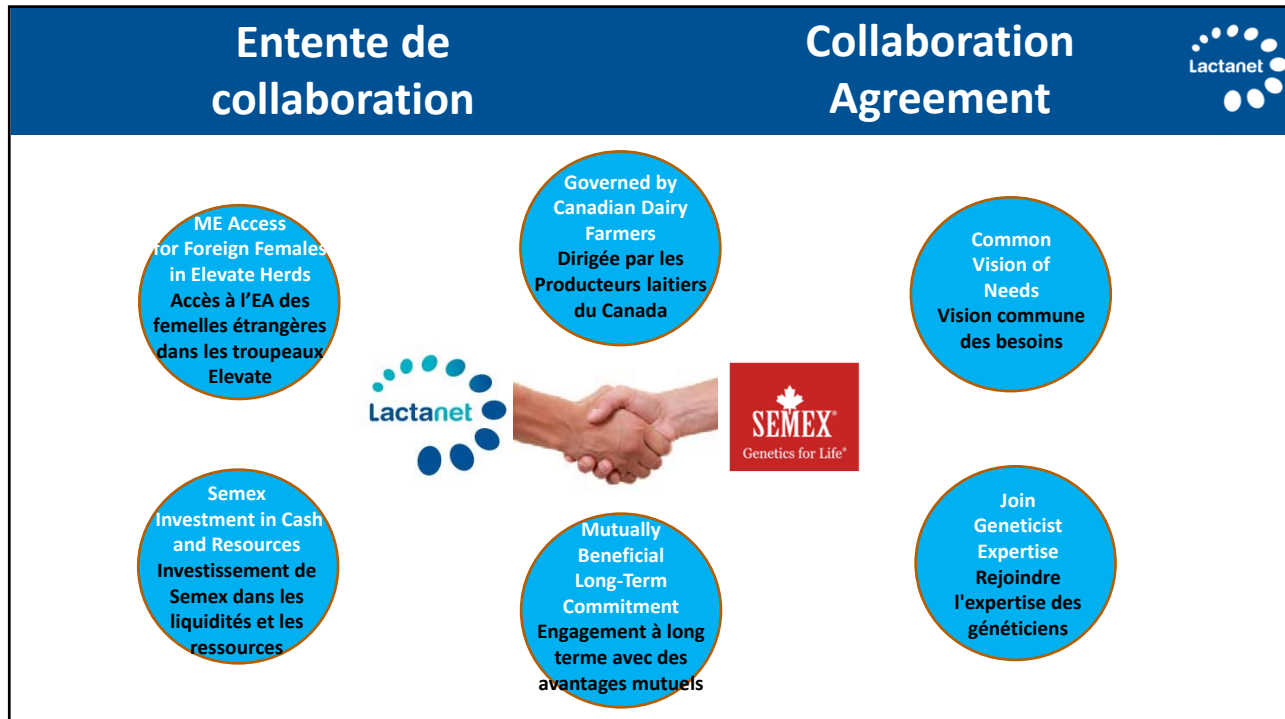 Entente de
collaboration
Collaboration
Agreement
Lactanet
ME Access
for Foreign Females
in Elevate Herds
Accès à l’EA des
femelles étrangères
dans les troupeaux
Elevate
Governed by
Canadian Dairy
Farmers
Dirigée par les
Producteurs laitiers
du Canada
Common
Vision of
Needs
Vision commune
des besoins
Lactanet
SEMEX®
Genetics for Life®
Semex
Investment in Cash
and Resources
Investissement de
Semex dans les
liquidités et les
ressources
Mutually
Beneficial
Long-Term
Commitment
Engagement à long
terme avec des
avantages mutuels
Join
Geneticist
Expertise
Rejoindre
l'expertise des
généticiens